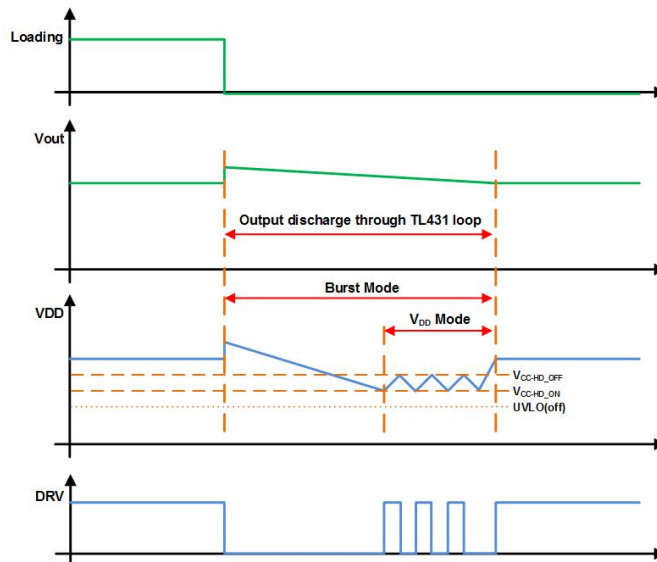 Loading
Vout
Output discharge through TL431 loop
Burst Mode
VDD
VDD Mode
VCC-HD_OFF
VCC-HD_ON
UVLO(off)
DRV